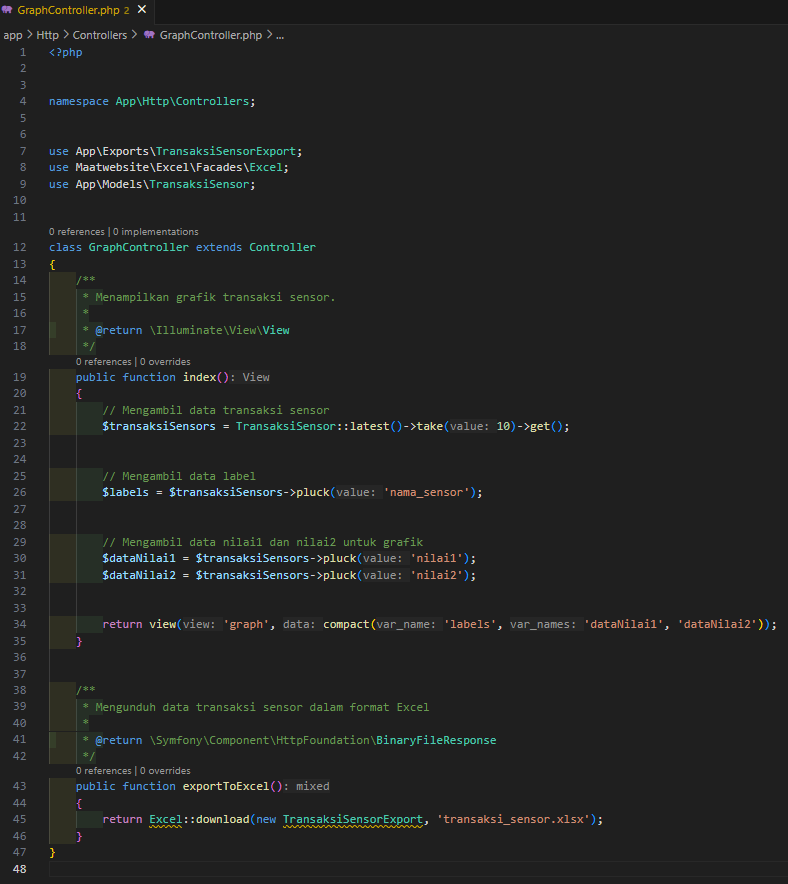 GraphController.php 2 ×
app > Http > Controllers > GraphController.php > ...
1 <?php
2
3
4 namespace App\Http\Controllers;
5
6
7 use App\Exports\TransaksiSensorExport;
8 use Maatwebsite\Excel\Facades\Excel;
9 use App\Models\TransaksiSensor;
10
11
0 references | 0 implementations
12 class GraphController extends Controller
13 {
14 /**
15 * Menampilkan grafik transaksi sensor.
16 *
17 * @return \Illuminate\View\View
18 */
0 references | 0 overrides
19 public function index(): View
20 {
21 // Mengambil data transaksi sensor
22 $transaksiSensors = TransaksiSensor::latest()->take(value: 10)->get();
23
24
25 // Mengambil data label
26 $labels = $transaksiSensors->pluck(value: 'nama_sensor');
27
28
29 // Mengambil data nilai1 dan nilai2 untuk grafik
30 $dataNilai1 = $transaksiSensors->pluck(value: 'nilai1');
31 $dataNilai2 = $transaksiSensors->pluck(value: 'nilai2');
32
33
34 return view(view: 'graph', data: compact(var_name: 'labels', var_names: 'dataNilai1', 'dataNilai2'));
35 }
36
37
38 /**
39 * Mengunduh data transaksi sensor dalam format Excel
40 *
41 * @return \Symfony\Component\HttpFoundation\BinaryFileResponse
42 */
0 references | 0 overrides
43 public function exportToExcel(): mixed
44 {
45 return Excel::download(new TransaksiSensorExport, 'transaksi_sensor.xlsx');
46 }
47 }
48